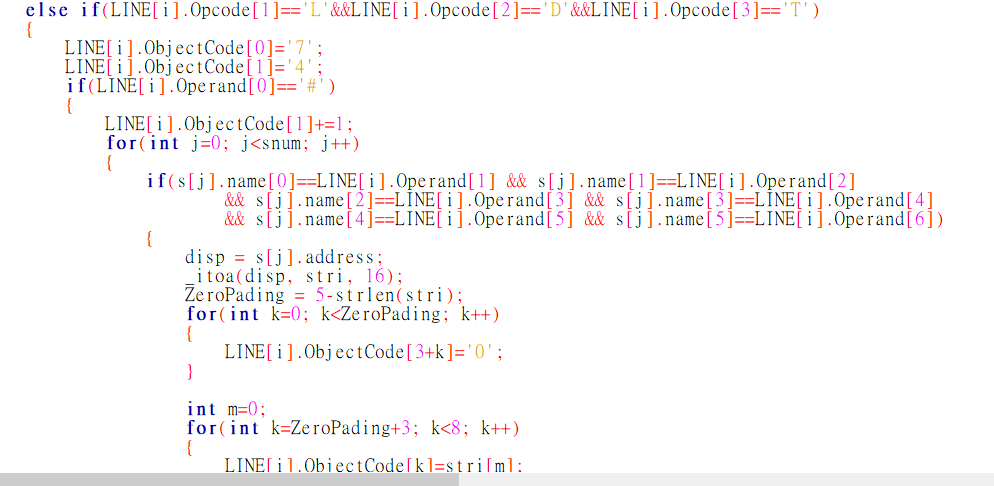 else if(LINE[i].Opcode[1]=='L'&&LINE[i].Opcode[2]=='D'&&LINE[i].Opcode[3]=='T')
{
LINE[i].ObjectCode[0]='7';
LINE[i].ObjectCode[1]='4';
if(LINE[i].Operand[0]=='#')
{
LINE[i].ObjectCode[1]+=1;
for(int j=0; j<snum; j++)
{
if(s[j].name[0]==LINE[i].Operand[1] && s[j].name[1]==LINE[i].Operand[2]
&& s[j].name[2]==LINE[i].Operand[3] && s[j].name[3]==LINE[i].Operand[4]
&& s[j].name[4]==LINE[i].Operand[5] && s[j].name[5]==LINE[i].Operand[6])
{
disp = s[j].address;
_itoa(disp, stri, 16);
ZeroPading = 5-strlen(stri);
for(int k=0; k<ZeroPading; k++)
{
LINE[i].ObjectCode[3+k]='0';
}
int m=0;
for(int k=ZeroPading+3; k<8; k++)
{
LINE[i].ObjectCode[k]=stri[m];